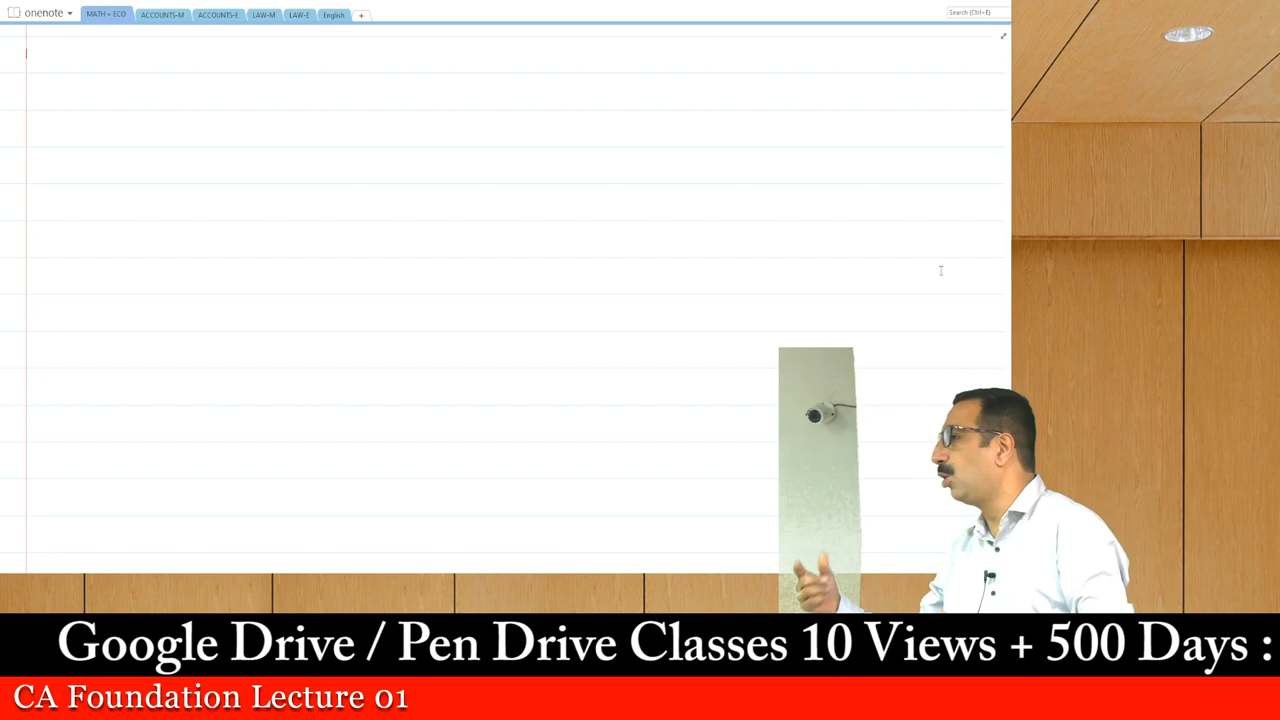 onenote MATH + ECO ACCOUNTS-M ACCOUNTS-E LAW-M LAW-E English + Search (Ctrl+E)
Google Drive / Pen Drive Classes 10 Views + 500 Days :
CA Foundation Lecture 01